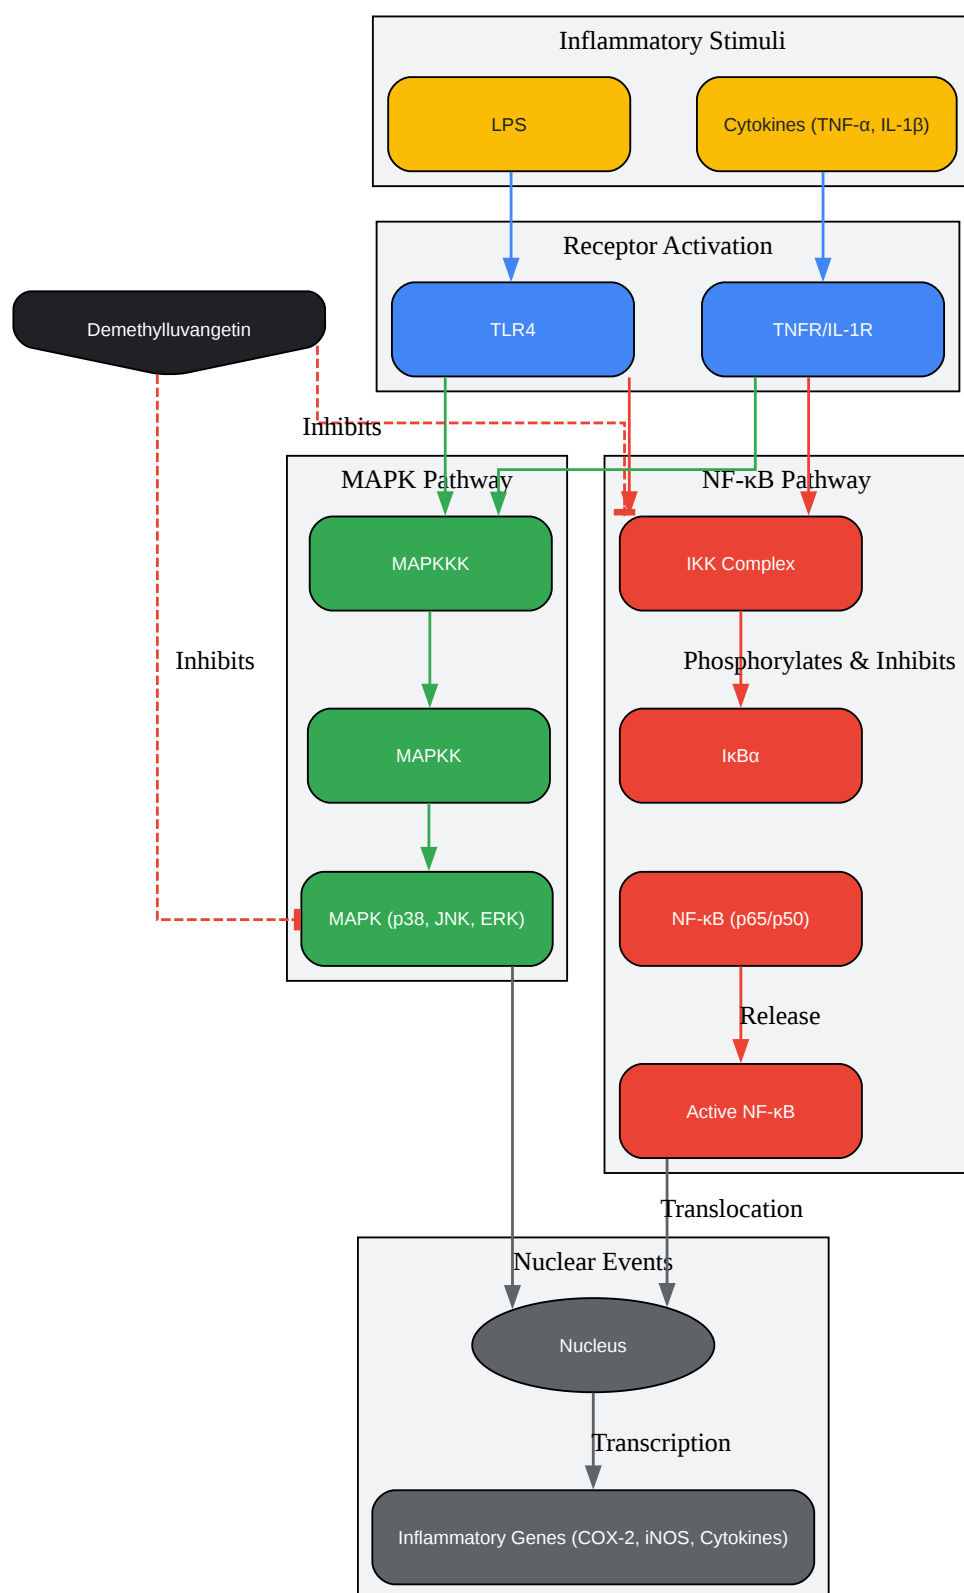 Inflammatory Stimuli
LPS
Cytokines (TNF-α, IL-1β)
Receptor Activation
TLR4
TNFR/IL-1R
Demethylluvangetin
Inhibits
MAPK Pathway
NF-κB Pathway
MAPKKK
IKK Complex
Inhibits
Phosphorylates & Inhibits
MAPKK
IκBα
MAPK (p38, JNK, ERK)
NF-κB (p65/p50)
Release
Active NF-κB
Translocation
Nuclear Events
Nucleus
Transcription
Inflammatory Genes (COX-2, iNOS, Cytokines)